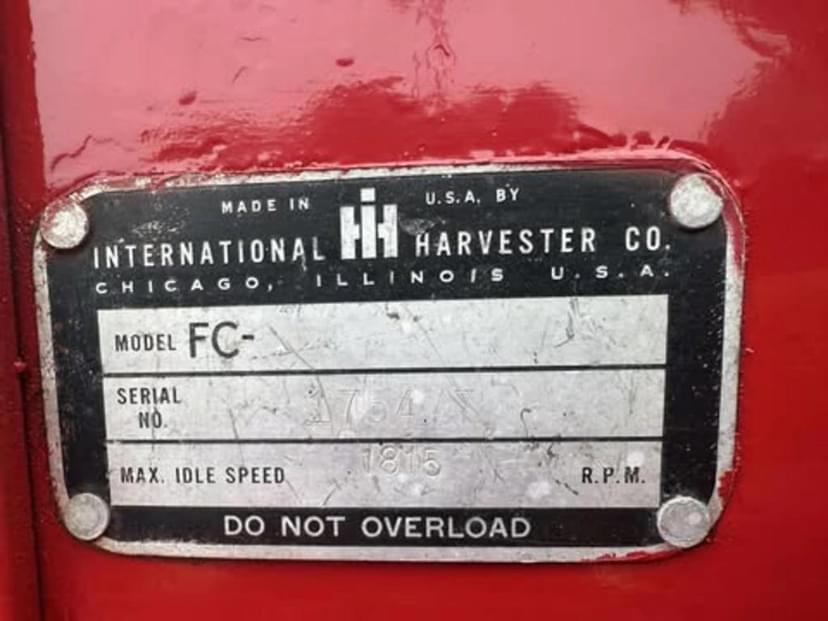 MADE IN IH U.S.A. BY
INTERNATIONAL HARVESTER CO.
CHICAGO, ILLINOIS U.S.A.
MODEL FC-
SERIAL NO.
MAX. IDLE SPEED 1815 R.P.M.
DO NOT OVERLOAD